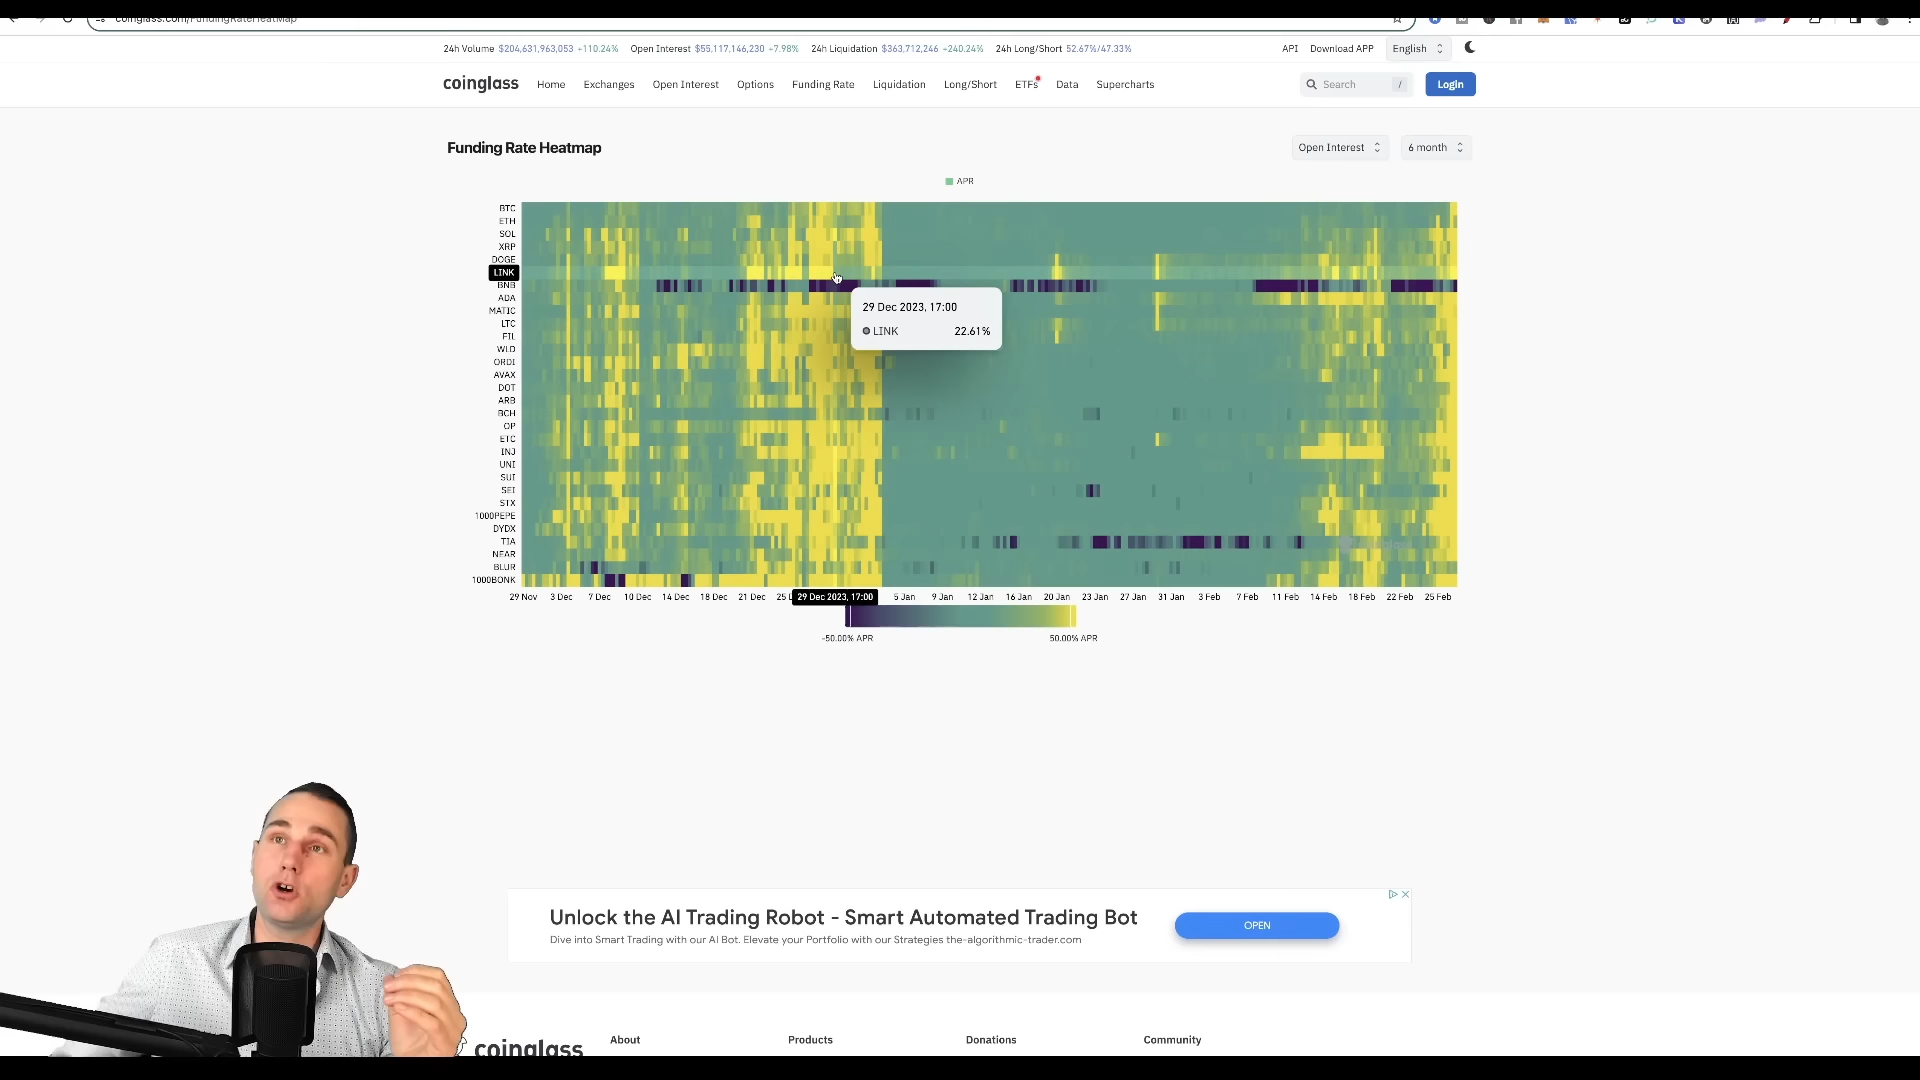 coinglass.com/FundingRateHeatMap
24h Volume $204,631,963,053 +110.24% Open Interest $55,117,146,230 +7.98% 24h Liquidation $363,712,246 +240.24% 24h Long/Short 52.67%/47.33%
API Download APP English
coinglass Home Exchanges Open Interest Options Funding Rate Liquidation Long/Short ETFs Data Supercharts
Search / Login
Funding Rate Heatmap
Open Interest 6 month
APR
BTC
ETH
SOL
XRP
DOGE
LINK
BNB
ADA
MATIC
LTC
FIL
WLD
ORDI
AVAX
DOT
ARB
BCH
OP
ETC
INJ
UNI
SUI
SEI
STX
1000PEPE
DYDX
TIA
NEAR
BLUR
1000BONK
29 Dec 2023, 17:00
LINK 22.61%
29 Nov 3 Dec 7 Dec 10 Dec 14 Dec 18 Dec 21 Dec 29 Dec 2023, 17:00 5 Jan 9 Jan 12 Jan 16 Jan 20 Jan 23 Jan 27 Jan 31 Jan 3 Feb 7 Feb 11 Feb 14 Feb 18 Feb 22 Feb 25 Feb
-50.00% APR 50.00% APR
Unlock the AI Trading Robot - Smart Automated Trading Bot
Dive into Smart Trading with our AI Bot. Elevate your Portfolio with our Strategies the-algorithmic-trader.com
OPEN
coinglass About Products Donations Community